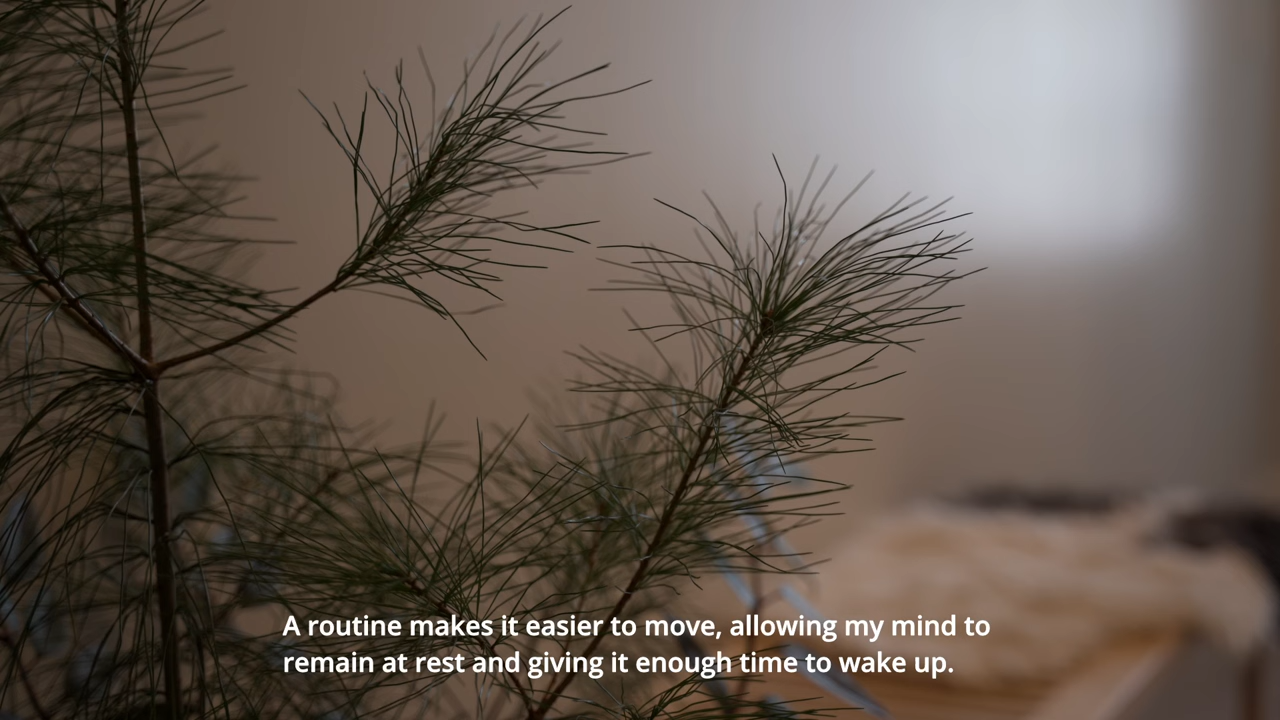 A routine makes it easier to move, allowing my mind to
remain at rest and giving it enough time to wake up.